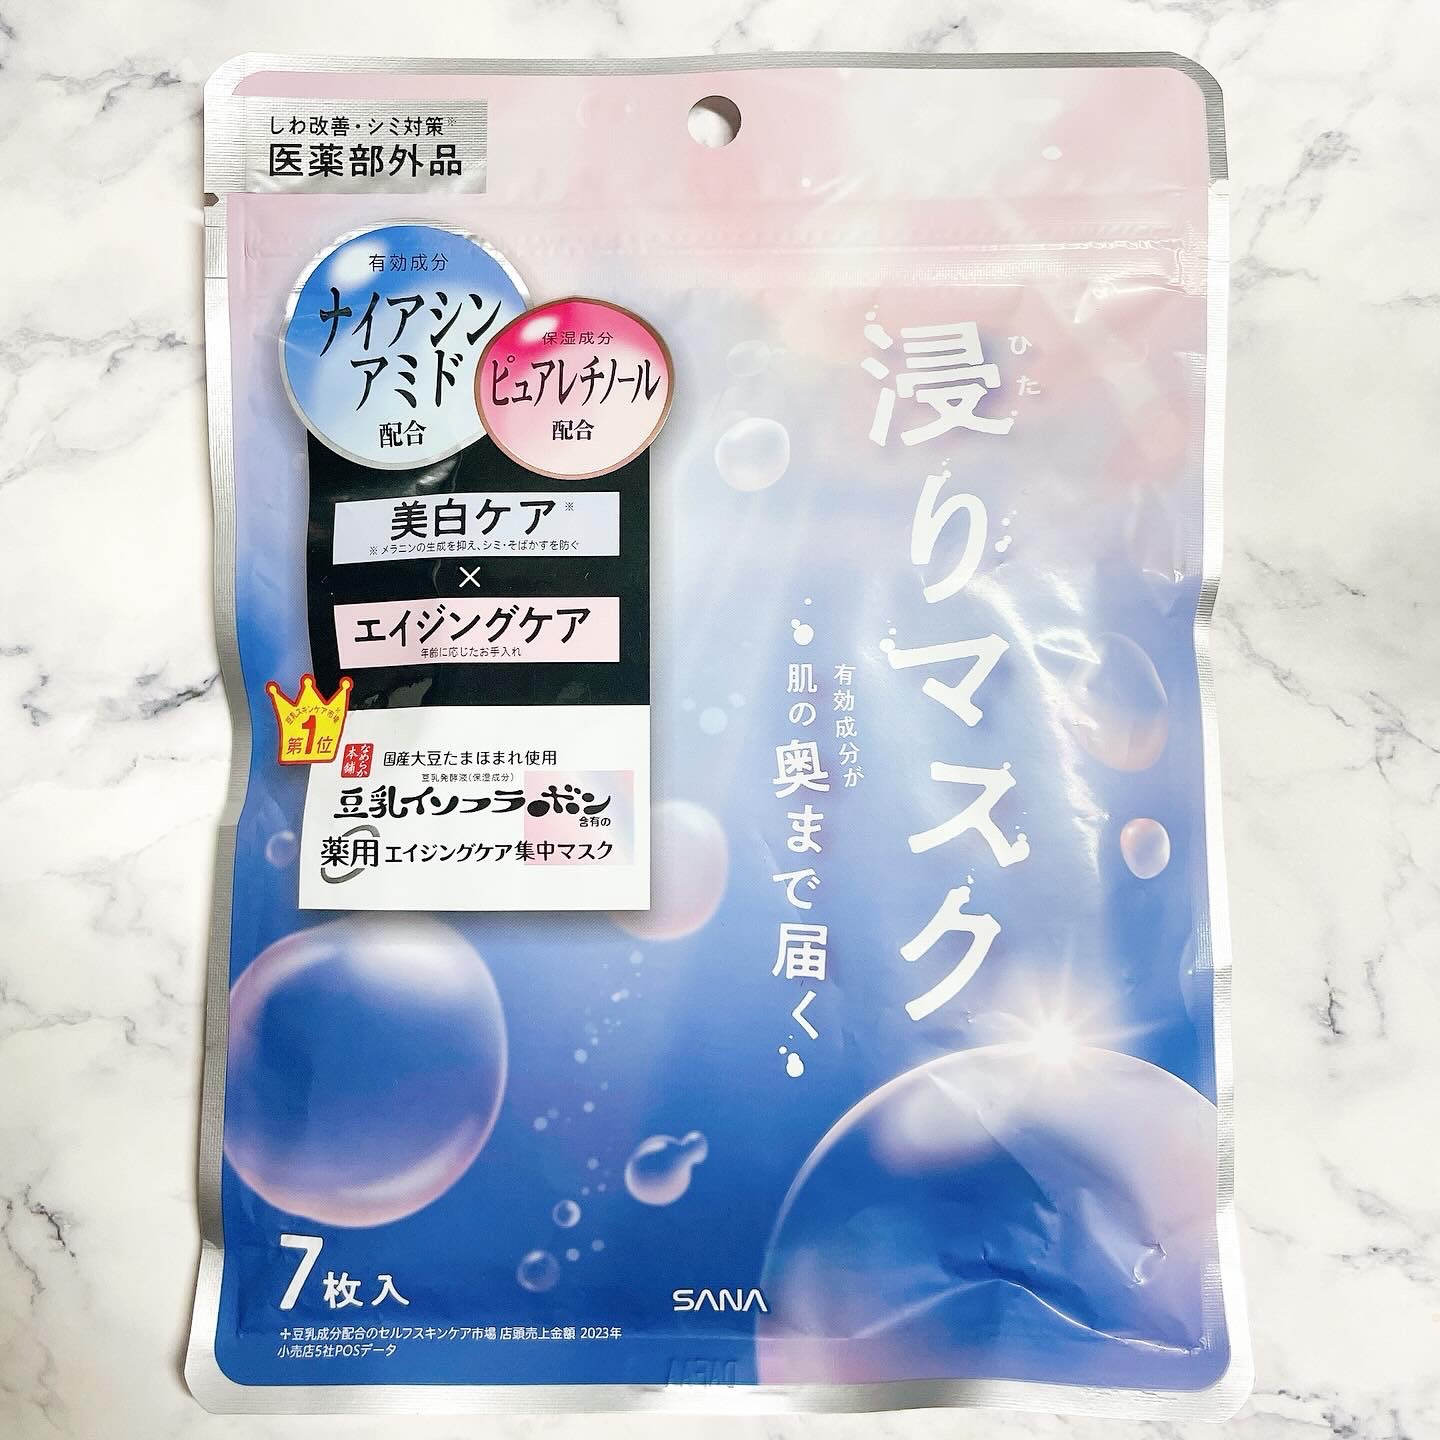 しわ改善・シミ対策※
医薬部外品
有効成分
ナイアシン
アミド
配合
保湿成分
ピュアレチノール
配合
美白ケア※
※メラニンの生成を抑え、シミ・そばかすを防ぐ
×
エイジングケア
年齢に応じたお手入れ
豆乳スキンケア市場※
第1位
なめらか
本舗
国産大豆たまほまれ使用
豆乳発酵液(保湿成分)
豆乳イソフラボン
含有の
薬用エイジングケア集中マスク
浸りマスク
ひた
有効成分が
肌の奥まで届く
7枚入
SANA
+豆乳成分配合のセルフスキンケア市場 店頭売上金額 2023年
小売店5社POSデータ